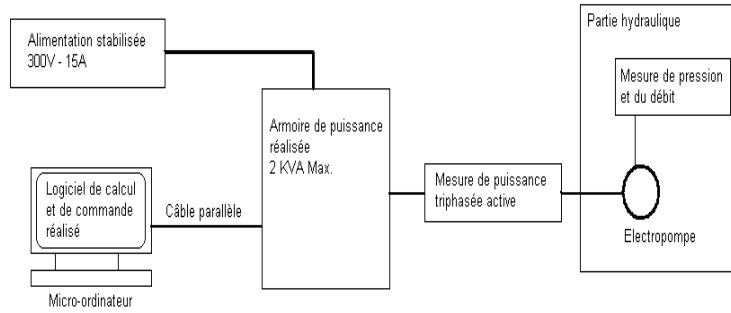 Alimentation stabilisée
300V - 15A
Partie hydraulique
Mesure de pression
et du débit
Armoire de puissance
réalisée
2 KVA Max.
Logiciel de calcul
et de commande
réalisé
Câble parallèle
Mesure de puissance
triphasée active
Electropompe
Micro-ordinateur